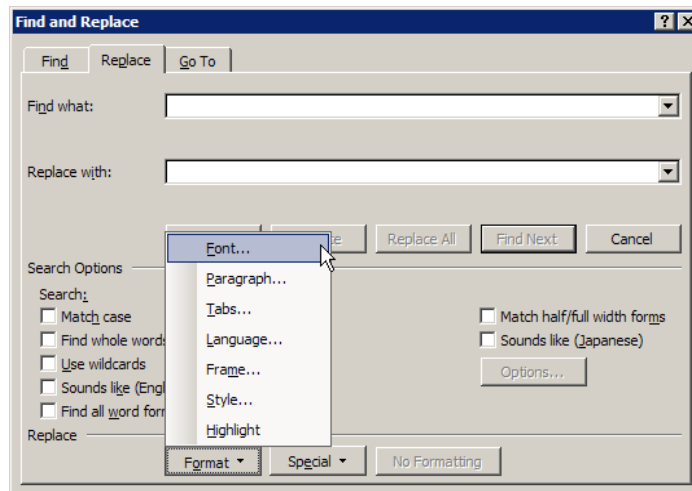 Find and Replace
Find Replace Go To
Find what:
Replace with:
Replace All Find Next Cancel
Font...
Search Options
Paragraph...
Search:
Match case
Tabs...
Match half/full width forms
Find whole words
Language...
Sounds like (Japanese)
Use wildcards
Frame...
Options...
Sounds like (Engl
Style...
Find all word for
Highlight
Replace
Format Special No Formatting